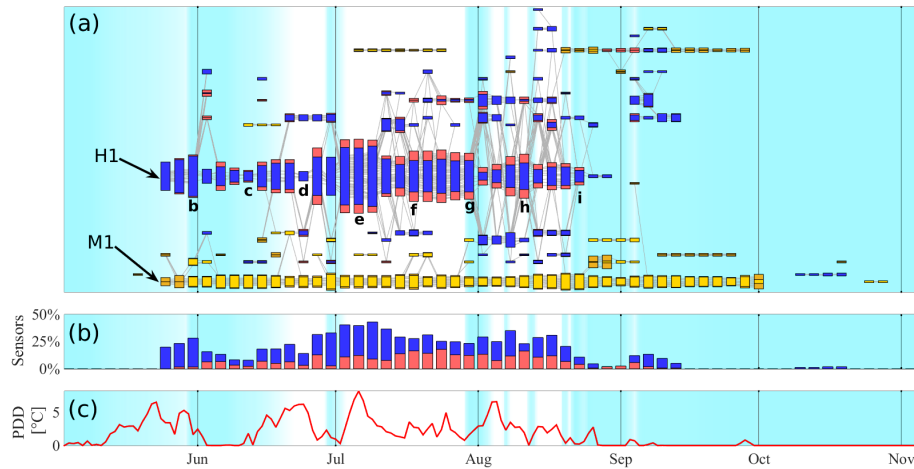 (a)
H1
b
c
d
e
f
g
h
i
M1
50%
25%
0%
Sensors
(b)
5
0
PDD
[°C]
(c)
Jun
Jul
Aug
Sep
Oct
Nov